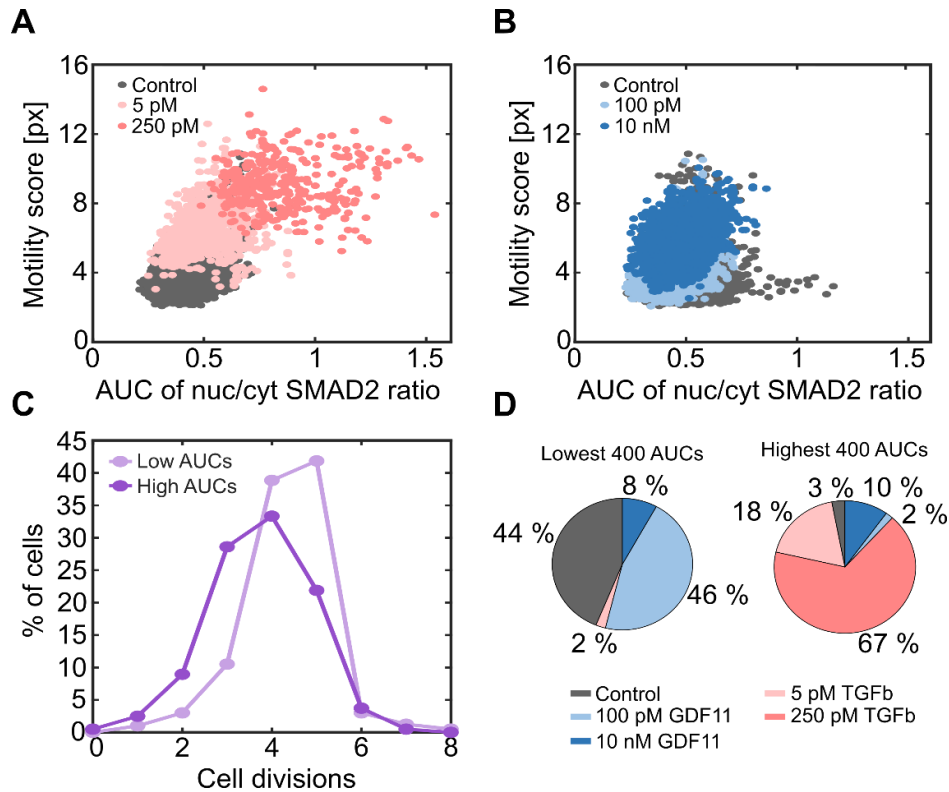 A
Motility score [px]
16
12
8
4
0
Control
5 pM
250 pM
0
0.5
1
1.5
AUC of nuc/cyt SMAD2 ratio
B
Motility score [px]
16
12
8
4
0
Control
100 pM
10 nM
0
0.5
1
1.5
AUC of nuc/cyt SMAD2 ratio
C
% of cells
45
40
35
30
25
20
15
10
5
0
Low AUCs
High AUCs
0
2
4
6
8
Cell divisions
D
Lowest 400 AUCs
8 %
44 %
46 %
2 %
Highest 400 AUCs
3 %
10 %
18 %
2 %
67 %
Control
100 pM GDF11
10 nM GDF11
5 pM TGFb
250 pM TGFb